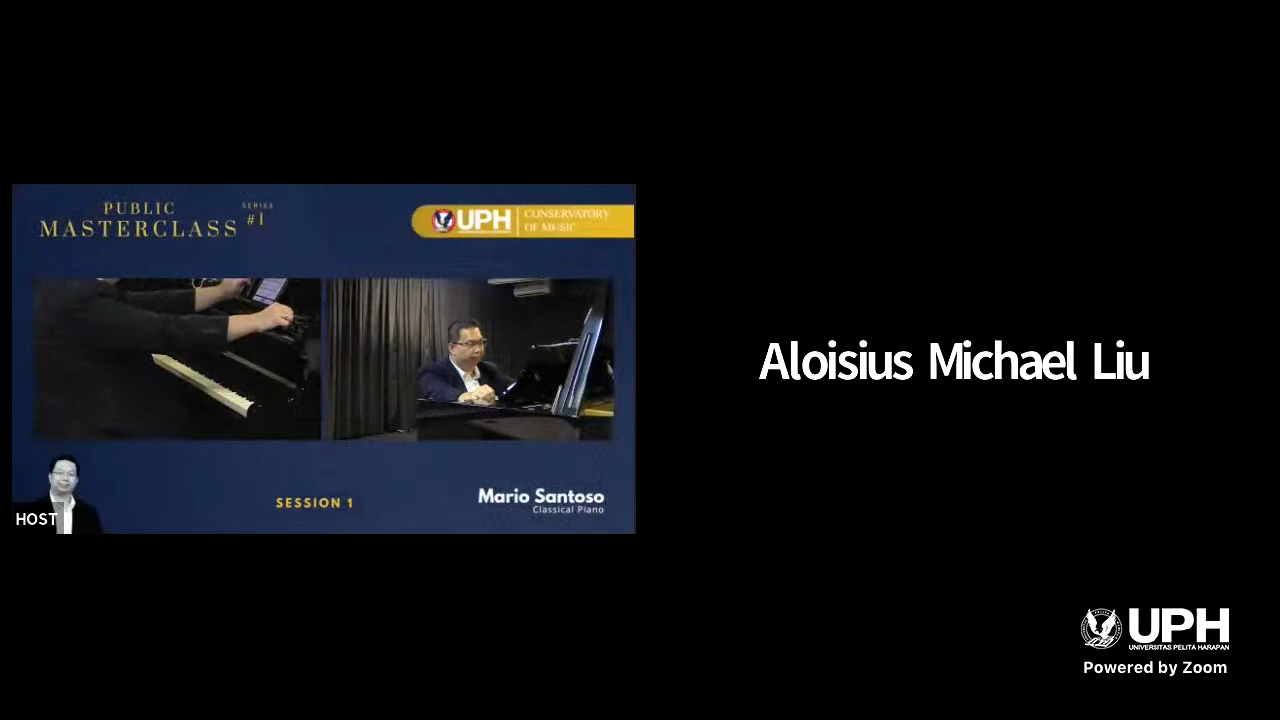 PUBLIC
SERIES
MASTERCLASS #1
UPH CONSERVATORY
OF MUSIC
SESSION 1
Mario Santoso
Classical Piano
HOST
Aloisius Michael Liu
UPH
UNIVERSITAS PELITA HARAPAN
Powered by Zoom